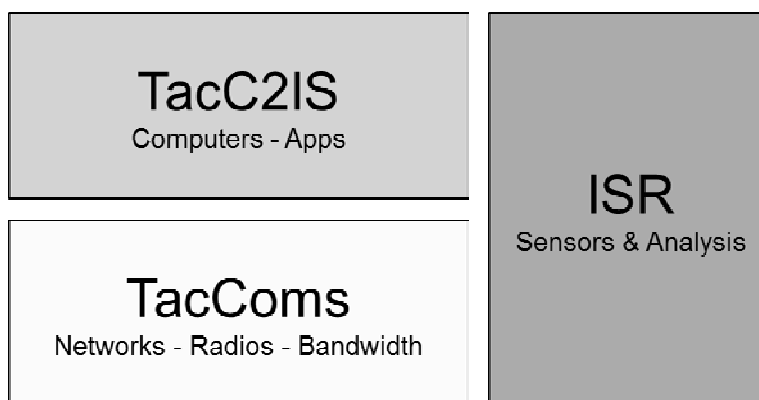 TacC2IS
Computers - Apps
TacComs
Networks - Radios - Bandwidth
ISR
Sensors & Analysis